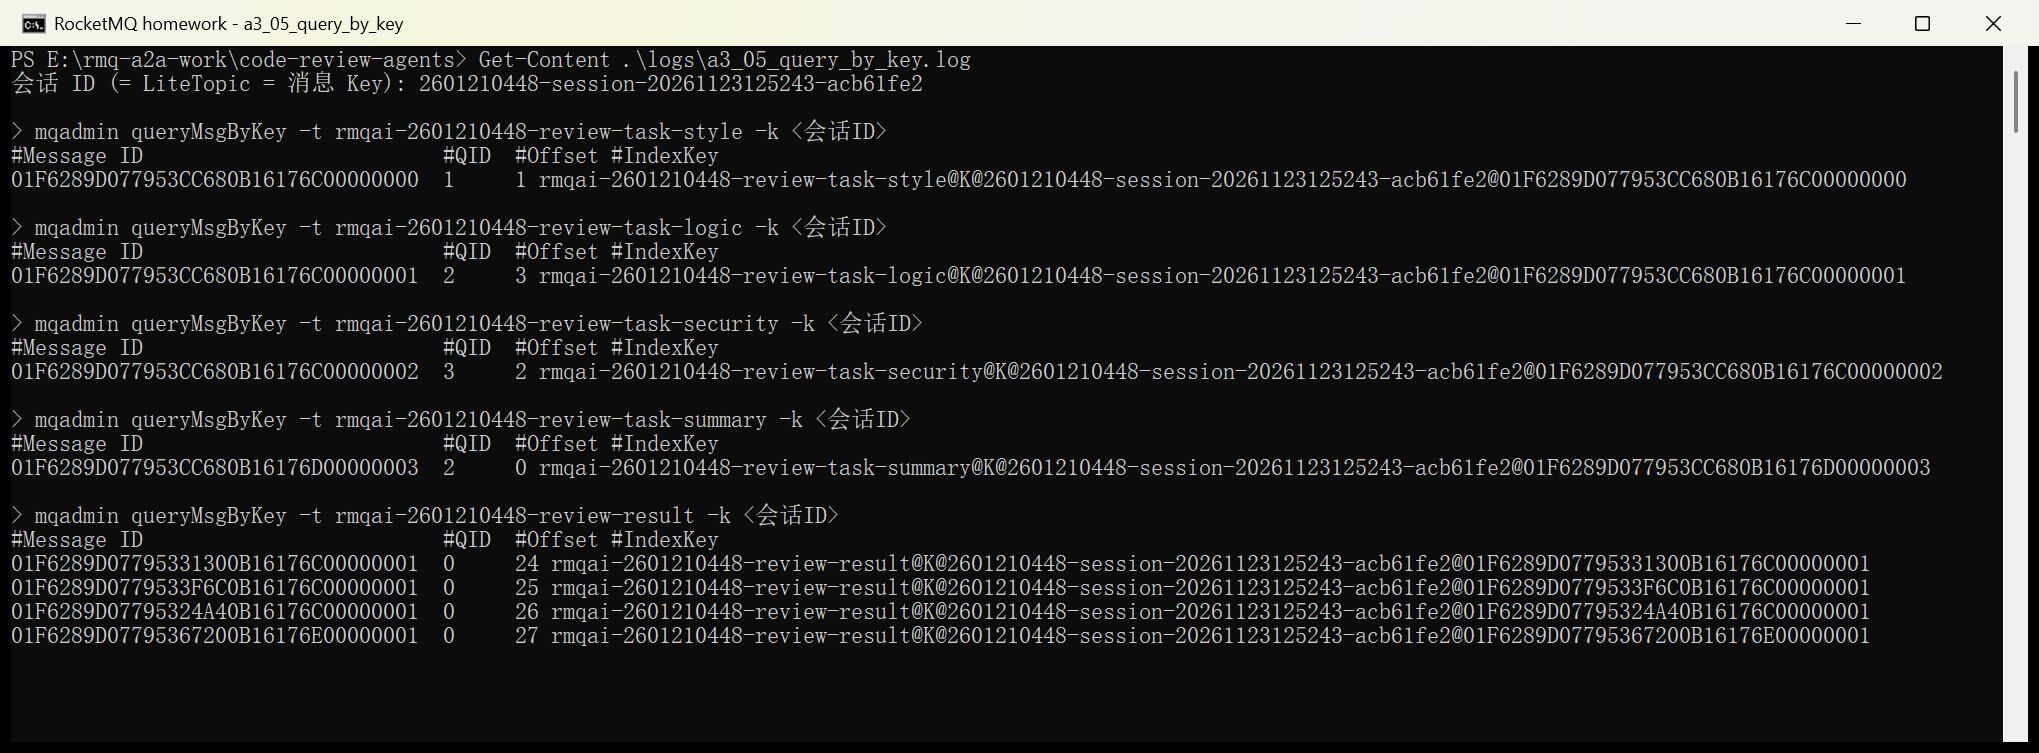 RocketMQ homework - a3_05_query_by_key
PS E:\rmq-a2a-work\code-review-agents> Get-Content .\logs\a3_05_query_by_key.log
会话 ID (= LiteTopic = 消息 Key): 2601210448-session-20261123125243-acb61fe2
> mqadmin queryMsgByKey -t rmqai-2601210448-review-task-style -k <会话ID>
#Message ID #QID #Offset #IndexKey
01F6289D077953CC680B16176C00000000 1 1 rmqai-2601210448-review-task-style@K@2601210448-session-20261123125243-acb61fe2@01F6289D077953CC680B16176C00000000
> mqadmin queryMsgByKey -t rmqai-2601210448-review-task-logic -k <会话ID>
#Message ID #QID #Offset #IndexKey
01F6289D077953CC680B16176C00000001 2 3 rmqai-2601210448-review-task-logic@K@2601210448-session-20261123125243-acb61fe2@01F6289D077953CC680B16176C00000001
> mqadmin queryMsgByKey -t rmqai-2601210448-review-task-security -k <会话ID>
#Message ID #QID #Offset #IndexKey
01F6289D077953CC680B16176C00000002 3 2 rmqai-2601210448-review-task-security@K@2601210448-session-20261123125243-acb61fe2@01F6289D077953CC680B16176C00000002
> mqadmin queryMsgByKey -t rmqai-2601210448-review-task-summary -k <会话ID>
#Message ID #QID #Offset #IndexKey
01F6289D077953CC680B16176D00000003 2 0 rmqai-2601210448-review-task-summary@K@2601210448-session-20261123125243-acb61fe2@01F6289D077953CC680B16176D00000003
> mqadmin queryMsgByKey -t rmqai-2601210448-review-result -k <会话ID>
#Message ID #QID #Offset #IndexKey
01F6289D07795331300B16176C00000001 0 24 rmqai-2601210448-review-result@K@2601210448-session-20261123125243-acb61fe2@01F6289D07795331300B16176C00000001
01F6289D0779533F6C0B16176C00000001 0 25 rmqai-2601210448-review-result@K@2601210448-session-20261123125243-acb61fe2@01F6289D0779533F6C0B16176C00000001
01F6289D07795324A40B16176C00000001 0 26 rmqai-2601210448-review-result@K@2601210448-session-20261123125243-acb61fe2@01F6289D07795324A40B16176C00000001
01F6289D07795367200B16176E00000001 0 27 rmqai-2601210448-review-result@K@2601210448-session-20261123125243-acb61fe2@01F6289D07795367200B16176E00000001